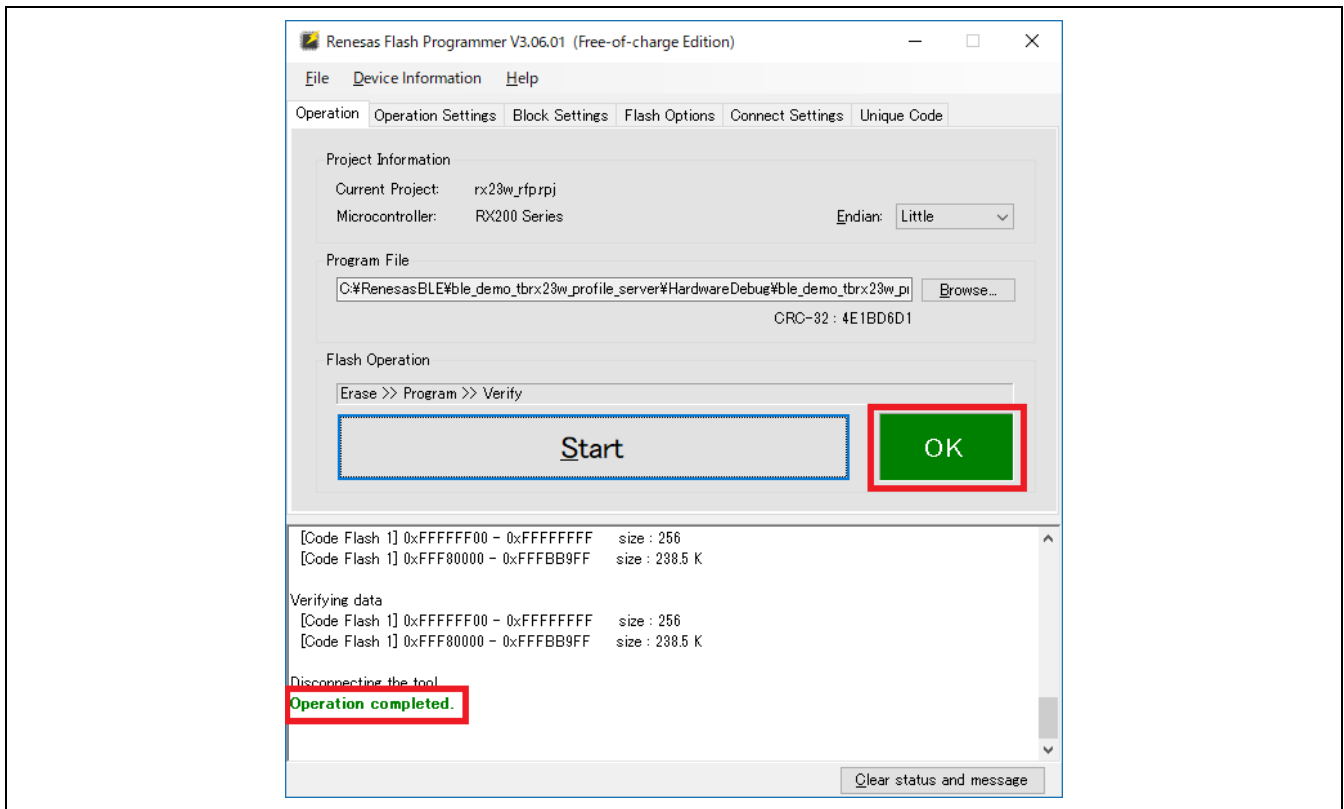 Renesas Flash Programmer V3.06.01 (Free-of-charge Edition)
File Device Information Help
Operation Operation Settings Block Settings Flash Options Connect Settings Unique Code
Project Information
Current Project: rx23w_rfp.rpj
Microcontroller: RX200 Series Endian: Little
Program File
C:¥RenesasBLE¥ble_demo_tbrx23w_profile_server¥HardwareDebug¥ble_demo_tbrx23w_pr Browse...
CRC-32 : 4E1BD6D1
Flash Operation
Erase >> Program >> Verify
Start OK
[Code Flash 1] 0xFFFFFF00 - 0xFFFFFFFF size : 256
[Code Flash 1] 0xFFF80000 - 0xFFFBB9FF size : 238.5 K
Verifying data
[Code Flash 1] 0xFFFFFF00 - 0xFFFFFFFF size : 256
[Code Flash 1] 0xFFF80000 - 0xFFFBB9FF size : 238.5 K
Disconnecting the tool
Operation completed.
Clear status and message